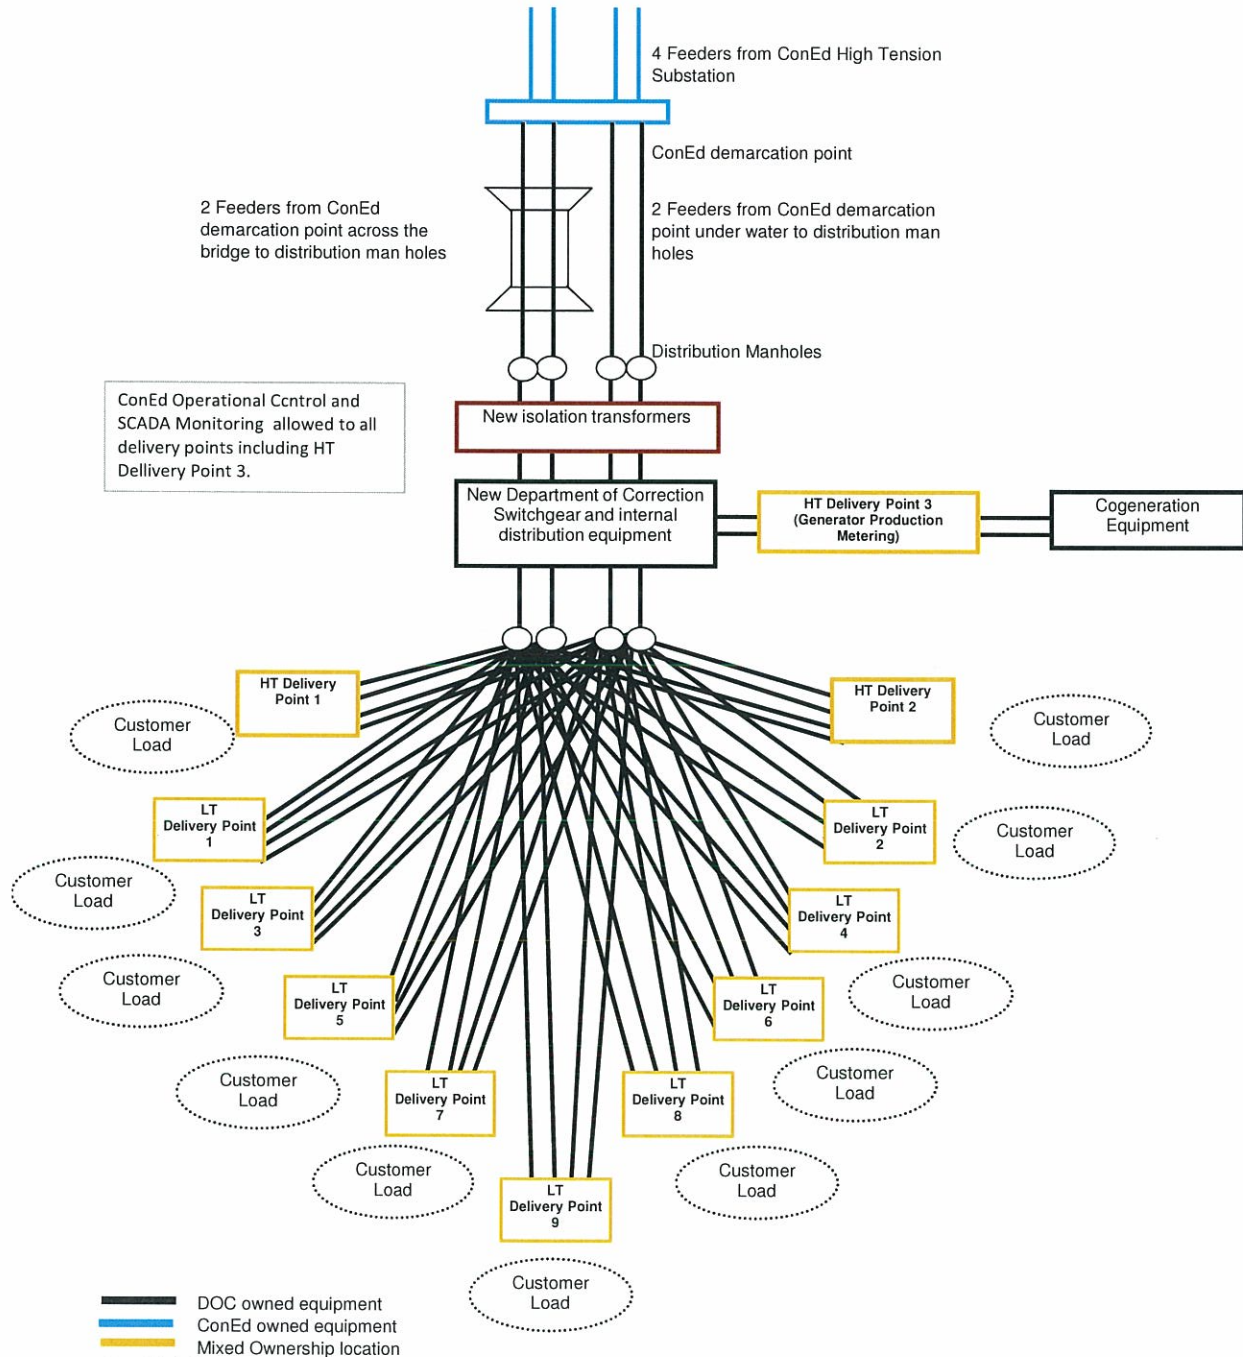 4 Feeders from ConEd High Tension
Substation
ConEd demarcation point
2 Feeders from ConEd
demarcation point across the
bridge to distribution man holes
2 Feeders from ConEd demarcation
point under water to distribution man
holes
Distribution Manholes
ConEd Operational Ccntrol and
SCADA Monitoring allowed to all
delivery points including HT
Dellivery Point 3.
New isolation transformers
New Department of Correction
Switchgear and internal
distribution equipment
HT Delivery Point 3
(Generator Production
Metering)
Cogeneration
Equipment
HT Delivery
Point 1
HT Delivery
Point 2
Customer
Load
Customer
Load
LT
Delivery Point
1
LT
Delivery Point
2
Customer
Load
Customer
Load
LT
Delivery Point
3
LT
Delivery Point
4
Customer
Load
Customer
Load
LT
Delivery Point
5
LT
Delivery Point
6
Customer
Load
Customer
Load
LT
Delivery Point
7
LT
Delivery Point
8
Customer
Load
Customer
Load
LT
Delivery Point
9
Customer
Load
DOC owned equipment
ConEd owned equipment
Mixed Ownership location